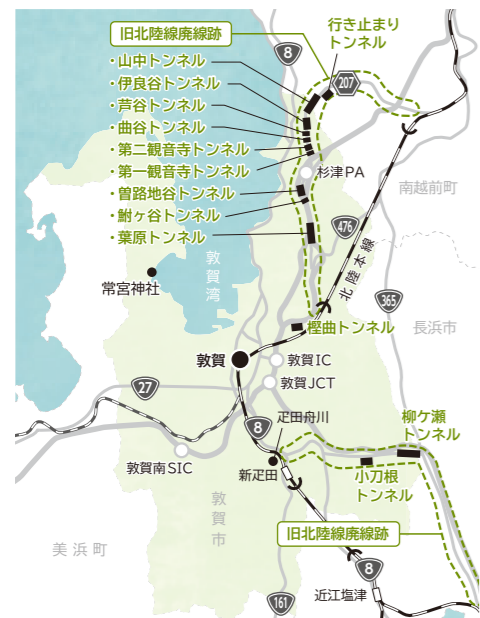 旧北陸線廃線跡
8
行き止まり
トンネル
207
・山中トンネル
・伊良谷トンネル
・芦谷トンネル
・曲谷トンネル
・第二観音寺トンネル
・第一観音寺トンネル
・曽路地谷トンネル
・鮒ヶ谷トンネル
・葉原トンネル
杉津PA
南越前町
476
北陸本線
敦賀湾
常宮神社
365
長浜市
樫曲トンネル
敦賀
敦賀IC
敦賀JCT
27
8
疋田舟川
柳ケ瀬
トンネル
敦賀南SIC
新疋田
小刀根
トンネル
敦賀市
旧北陸線廃線跡
美浜町
8
近江塩津
161